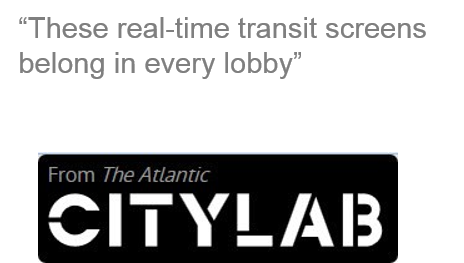 “These real-time transit screens
belong in every lobby”
From The Atlantic
CITYLAB